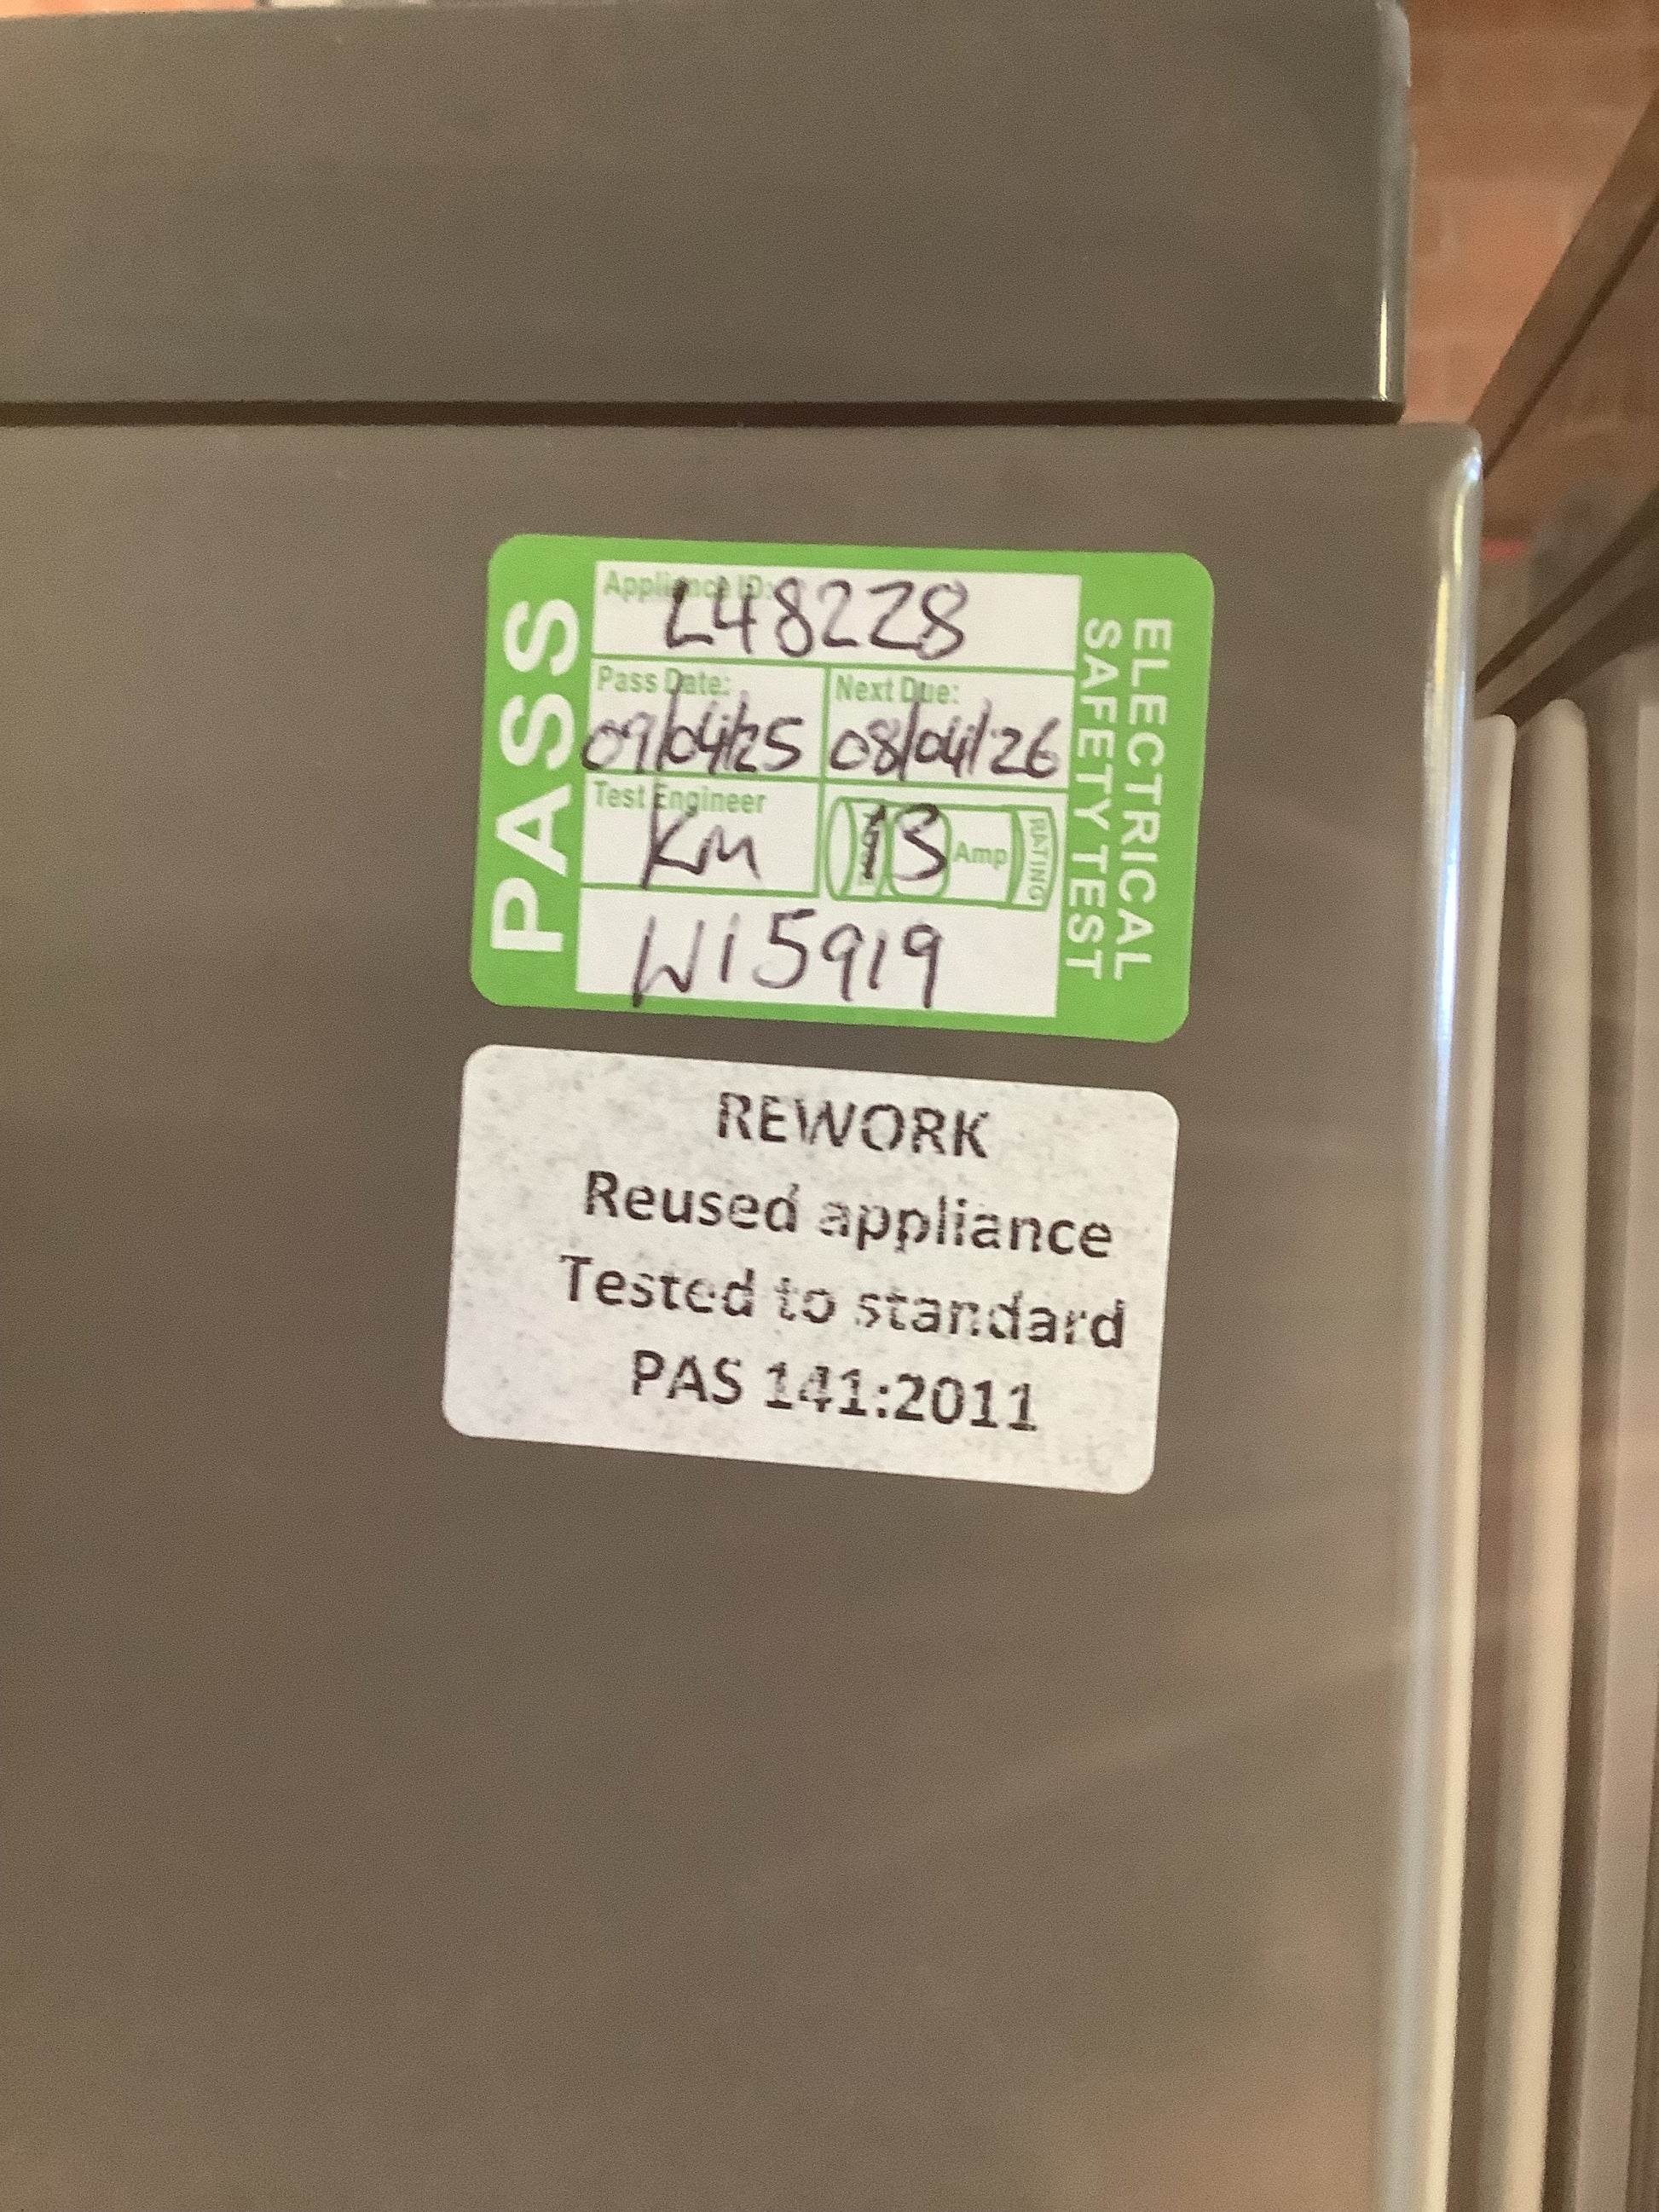 PASS
Appliance ID:
L48228
Pass Date:
09/04/25
Next Due:
08/04/26
Test Engineer
KM
13 Amp
RATING
W15919
ELECTRICAL
SAFETY TEST
REWORK
Reused appliance
Tested to standard
PAS 141:2011